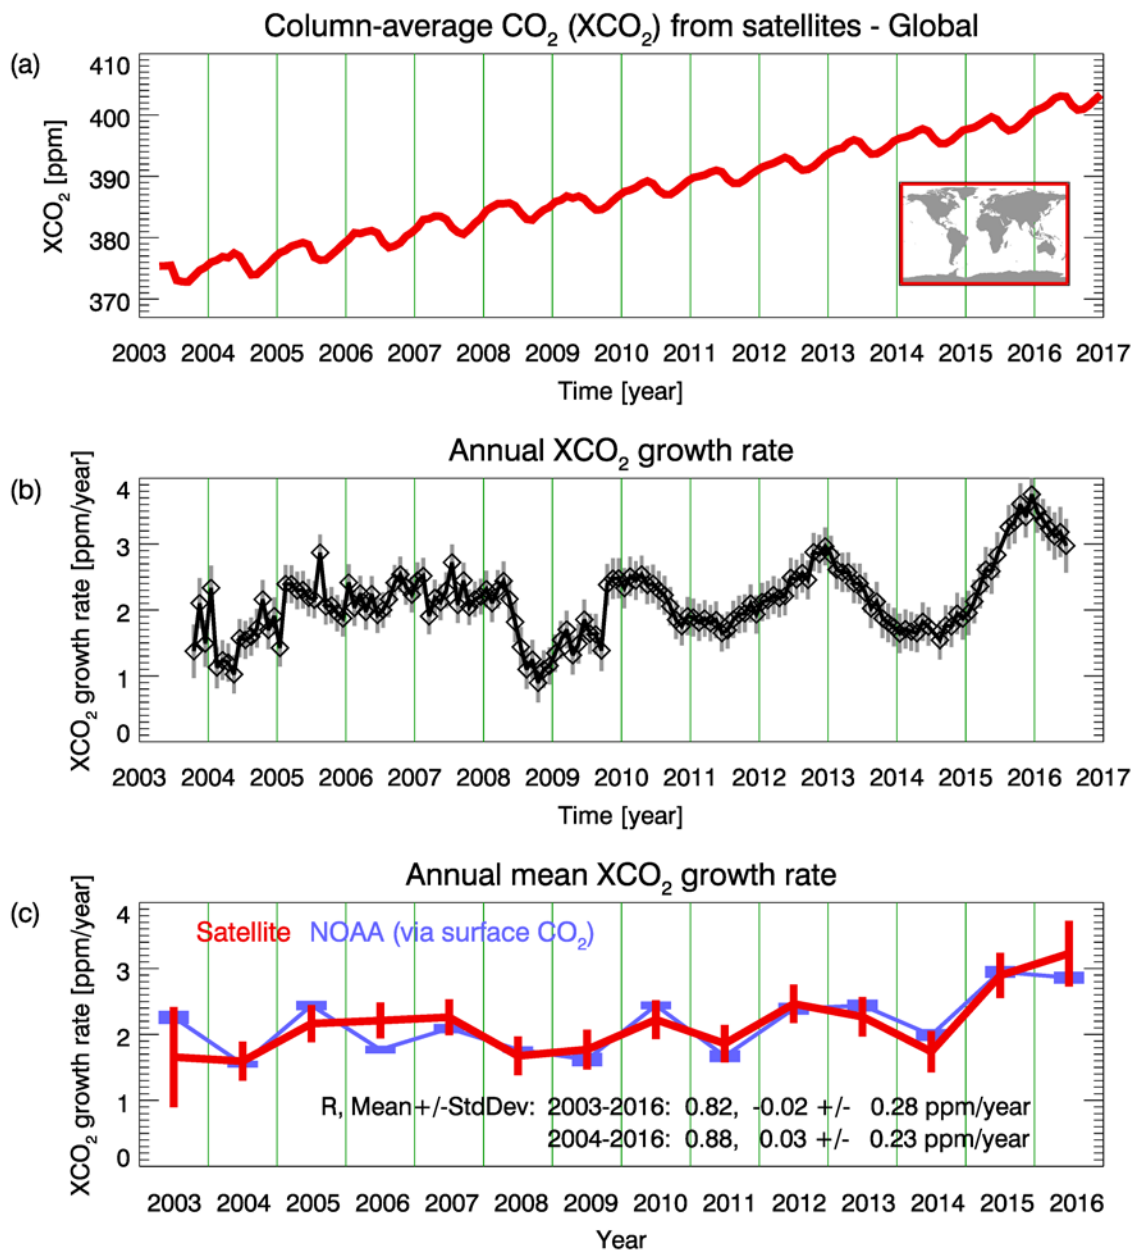 Column-average CO₂ (XCO₂) from satellites - Global
(a)
XCO₂ [ppm]
410
400
390
380
370
2003 2004 2005 2006 2007 2008 2009 2010 2011 2012 2013 2014 2015 2016 2017
Time [year]
Annual XCO₂ growth rate
(b)
XCO₂ growth rate [ppm/year]
4
3
2
1
0
2003 2004 2005 2006 2007 2008 2009 2010 2011 2012 2013 2014 2015 2016 2017
Time [year]
Annual mean XCO₂ growth rate
(c)
XCO₂ growth rate [ppm/year]
4
3
2
1
0
Satellite NOAA (via surface CO₂)
R, Mean+/-StdDev: 2003-2016: 0.82, -0.02 +/- 0.28 ppm/year
2004-2016: 0.88, 0.03 +/- 0.23 ppm/year
2003 2004 2005 2006 2007 2008 2009 2010 2011 2012 2013 2014 2015 2016
Year